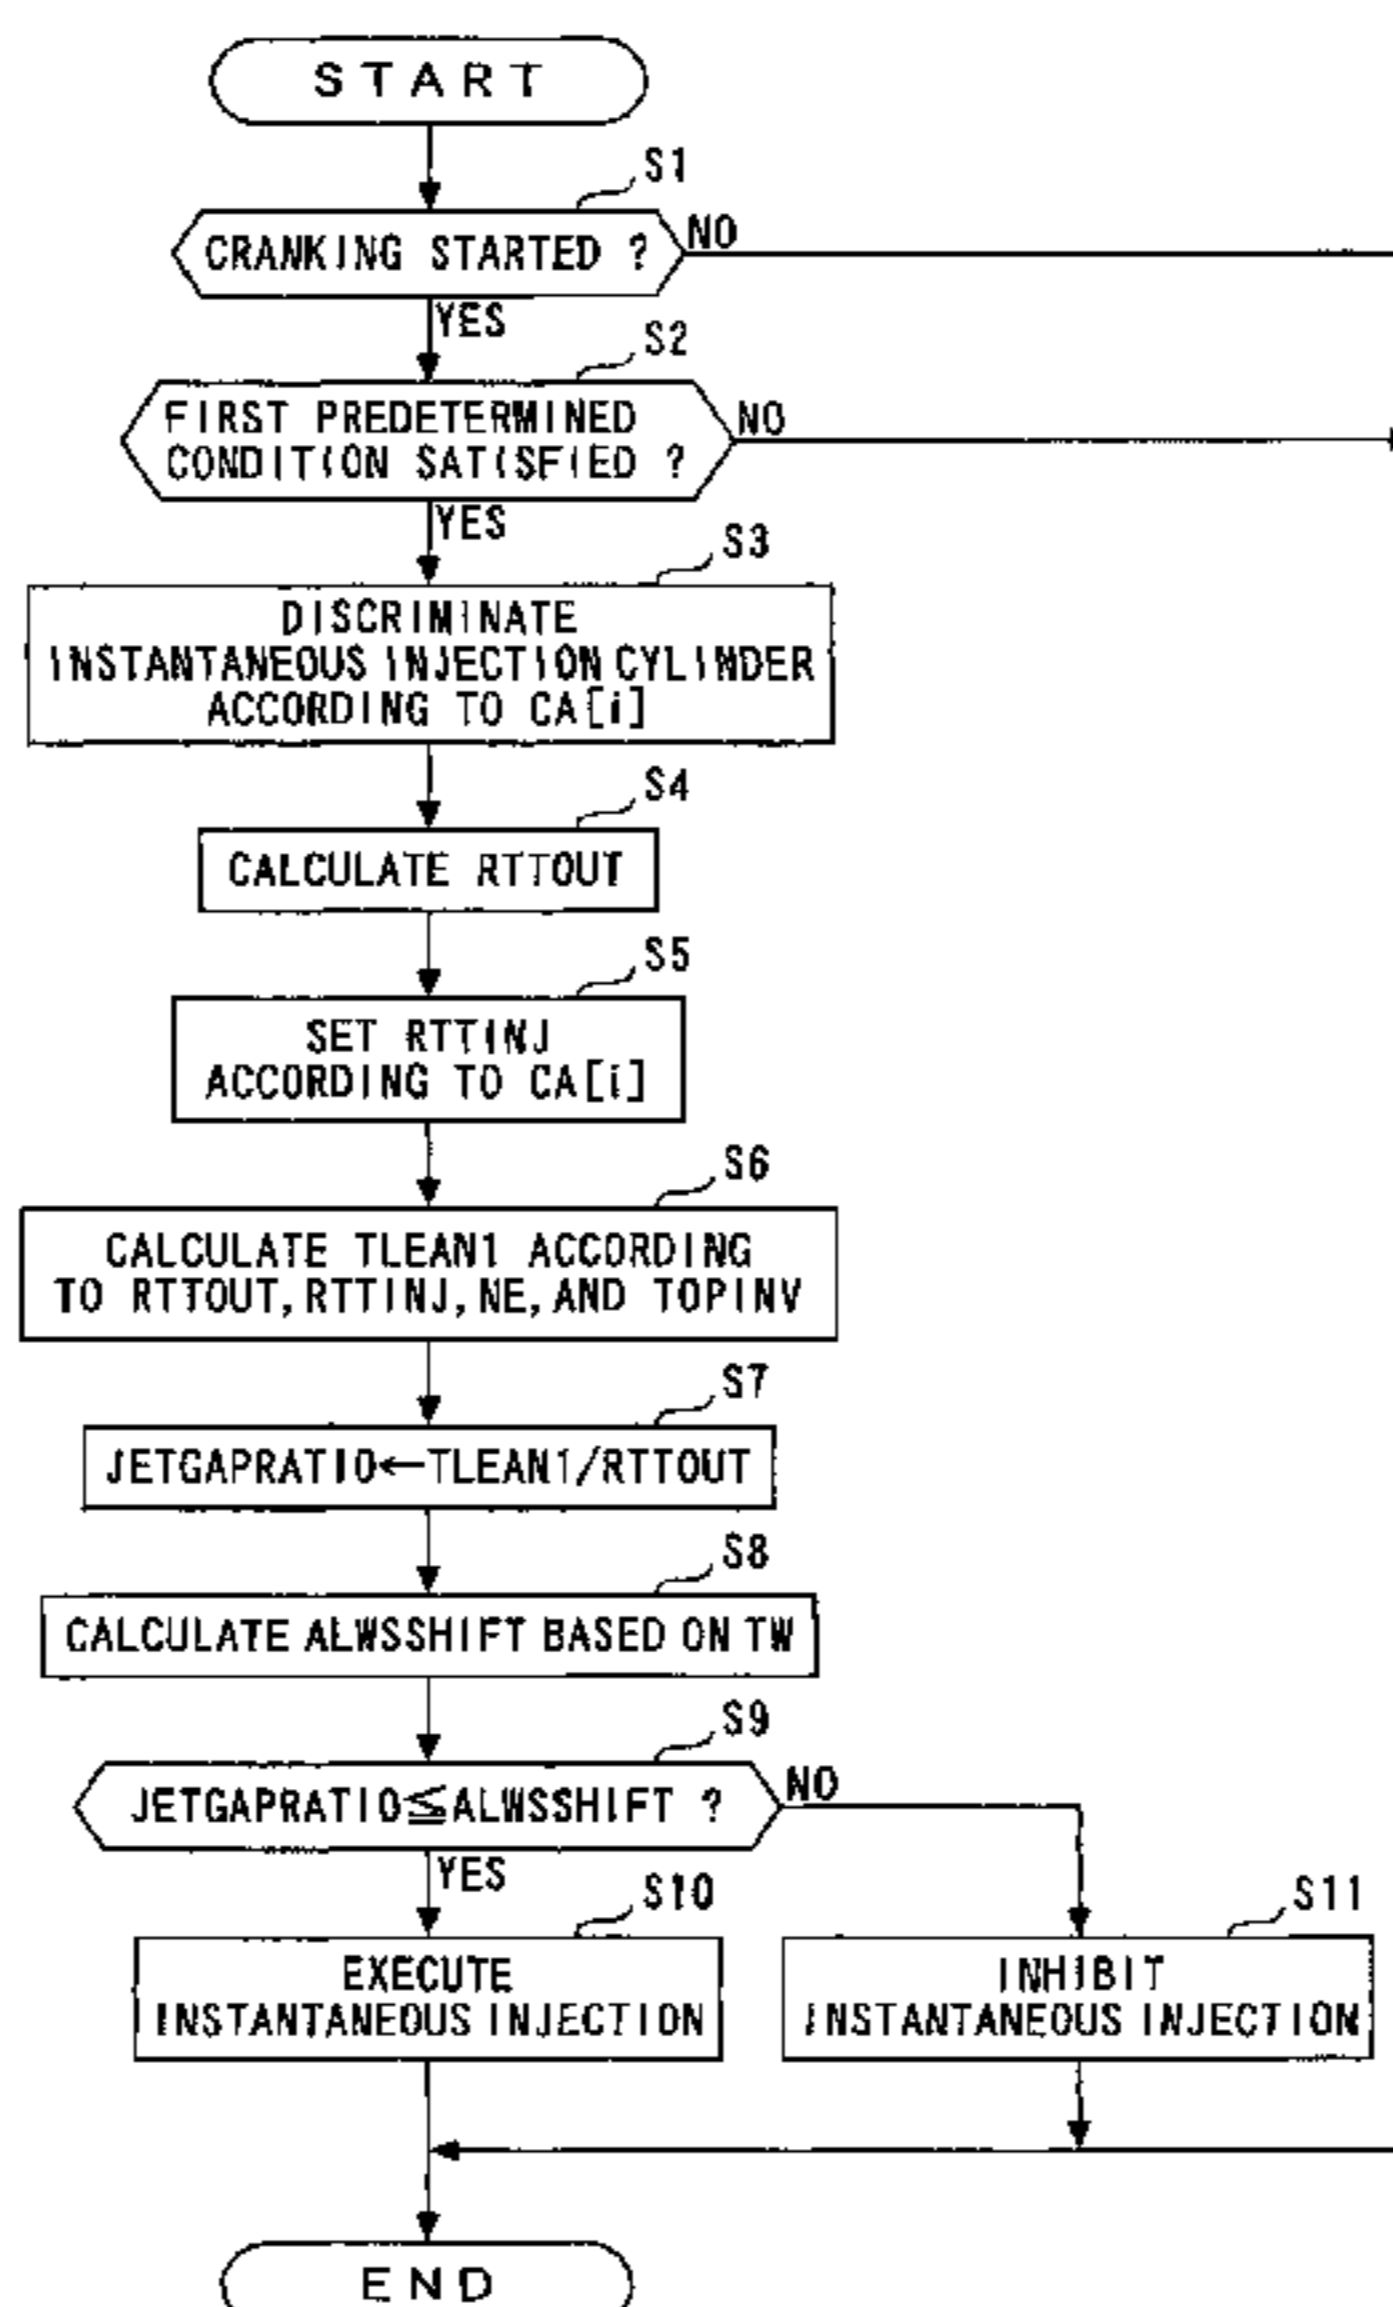 START
S1
CRANKING STARTED ?
NO
YES
S2
FIRST PREDETERMINED
CONDITION SATISFIED ?
NO
YES
S3
DISCRIMINATE
INSTANTANEOUS INJECTION CYLINDER
ACCORDING TO CA[i]
S4
CALCULATE RTTOUT
S5
SET RTTINJ
ACCORDING TO CA[i]
S6
CALCULATE TLEAN1 ACCORDING
TO RTTOUT, RTTINJ, NE, AND TOPINV
S7
JETGAPRATIO←TLEAN1/RTTOUT
S8
CALCULATE ALWSSHIFT BASED ON TW
S9
JETGAPRATIO≦ALWSSHIFT ?
NO
YES
S10
EXECUTE
INSTANTANEOUS INJECTION
S11
INHIBIT
INSTANTANEOUS INJECTION
END